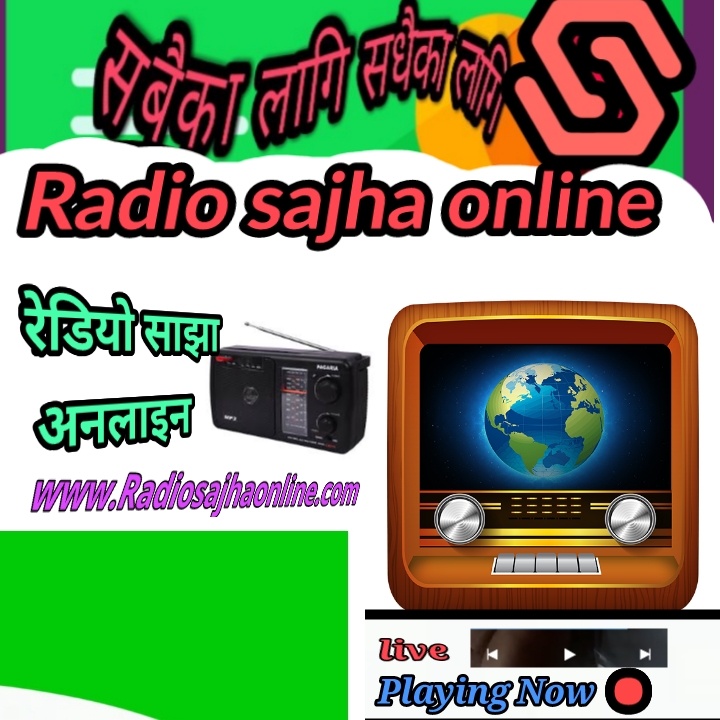 सबैका लागि सधैका लागि
Radio sajha online
रेडियो साझा
अनलाइन
www.Radiosajhaonline.com
live
Playing Now